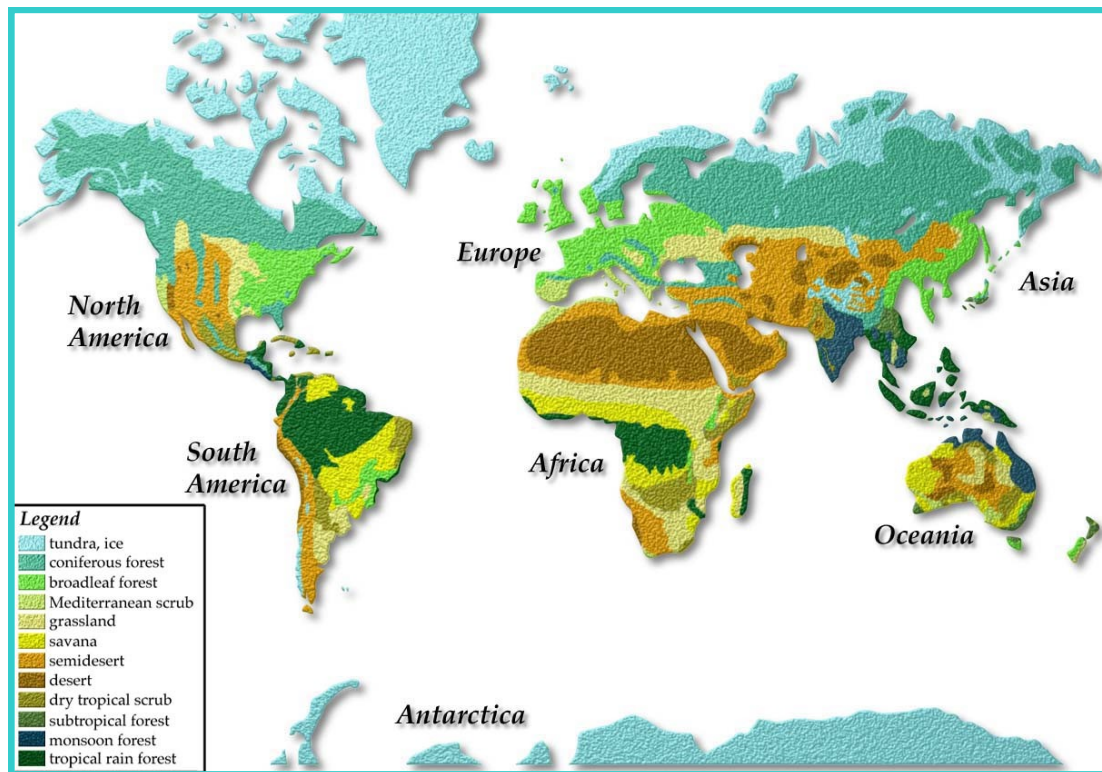 Europe
Asia
North
America
South
America
Africa
Oceania
Antarctica
Legend
tundra, ice
coniferous forest
broadleaf forest
Mediterranean scrub
grassland
savana
semidesert
desert
dry tropical scrub
subtropical forest
monsoon forest
tropical rain forest